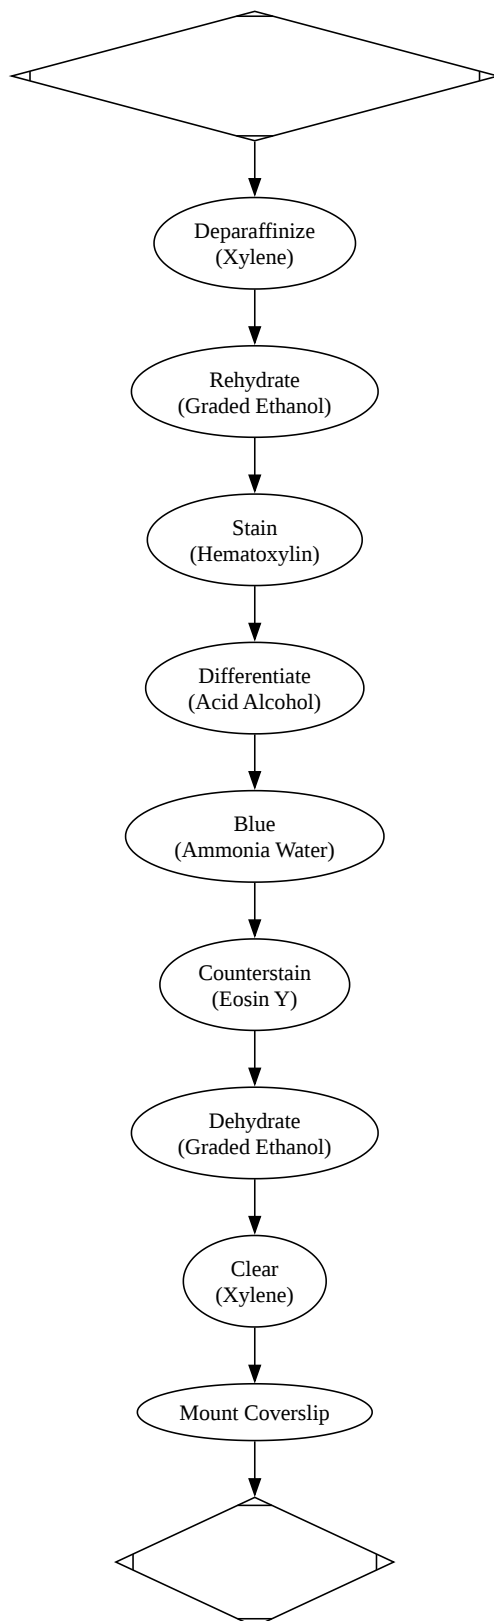 Deparaffinize
(Xylene)
Rehydrate
(Graded Ethanol)
Stain
(Hematoxylin)
Differentiate
(Acid Alcohol)
Blue
(Ammonia Water)
Counterstain
(Eosin Y)
Dehydrate
(Graded Ethanol)
Clear
(Xylene)
Mount Coverslip